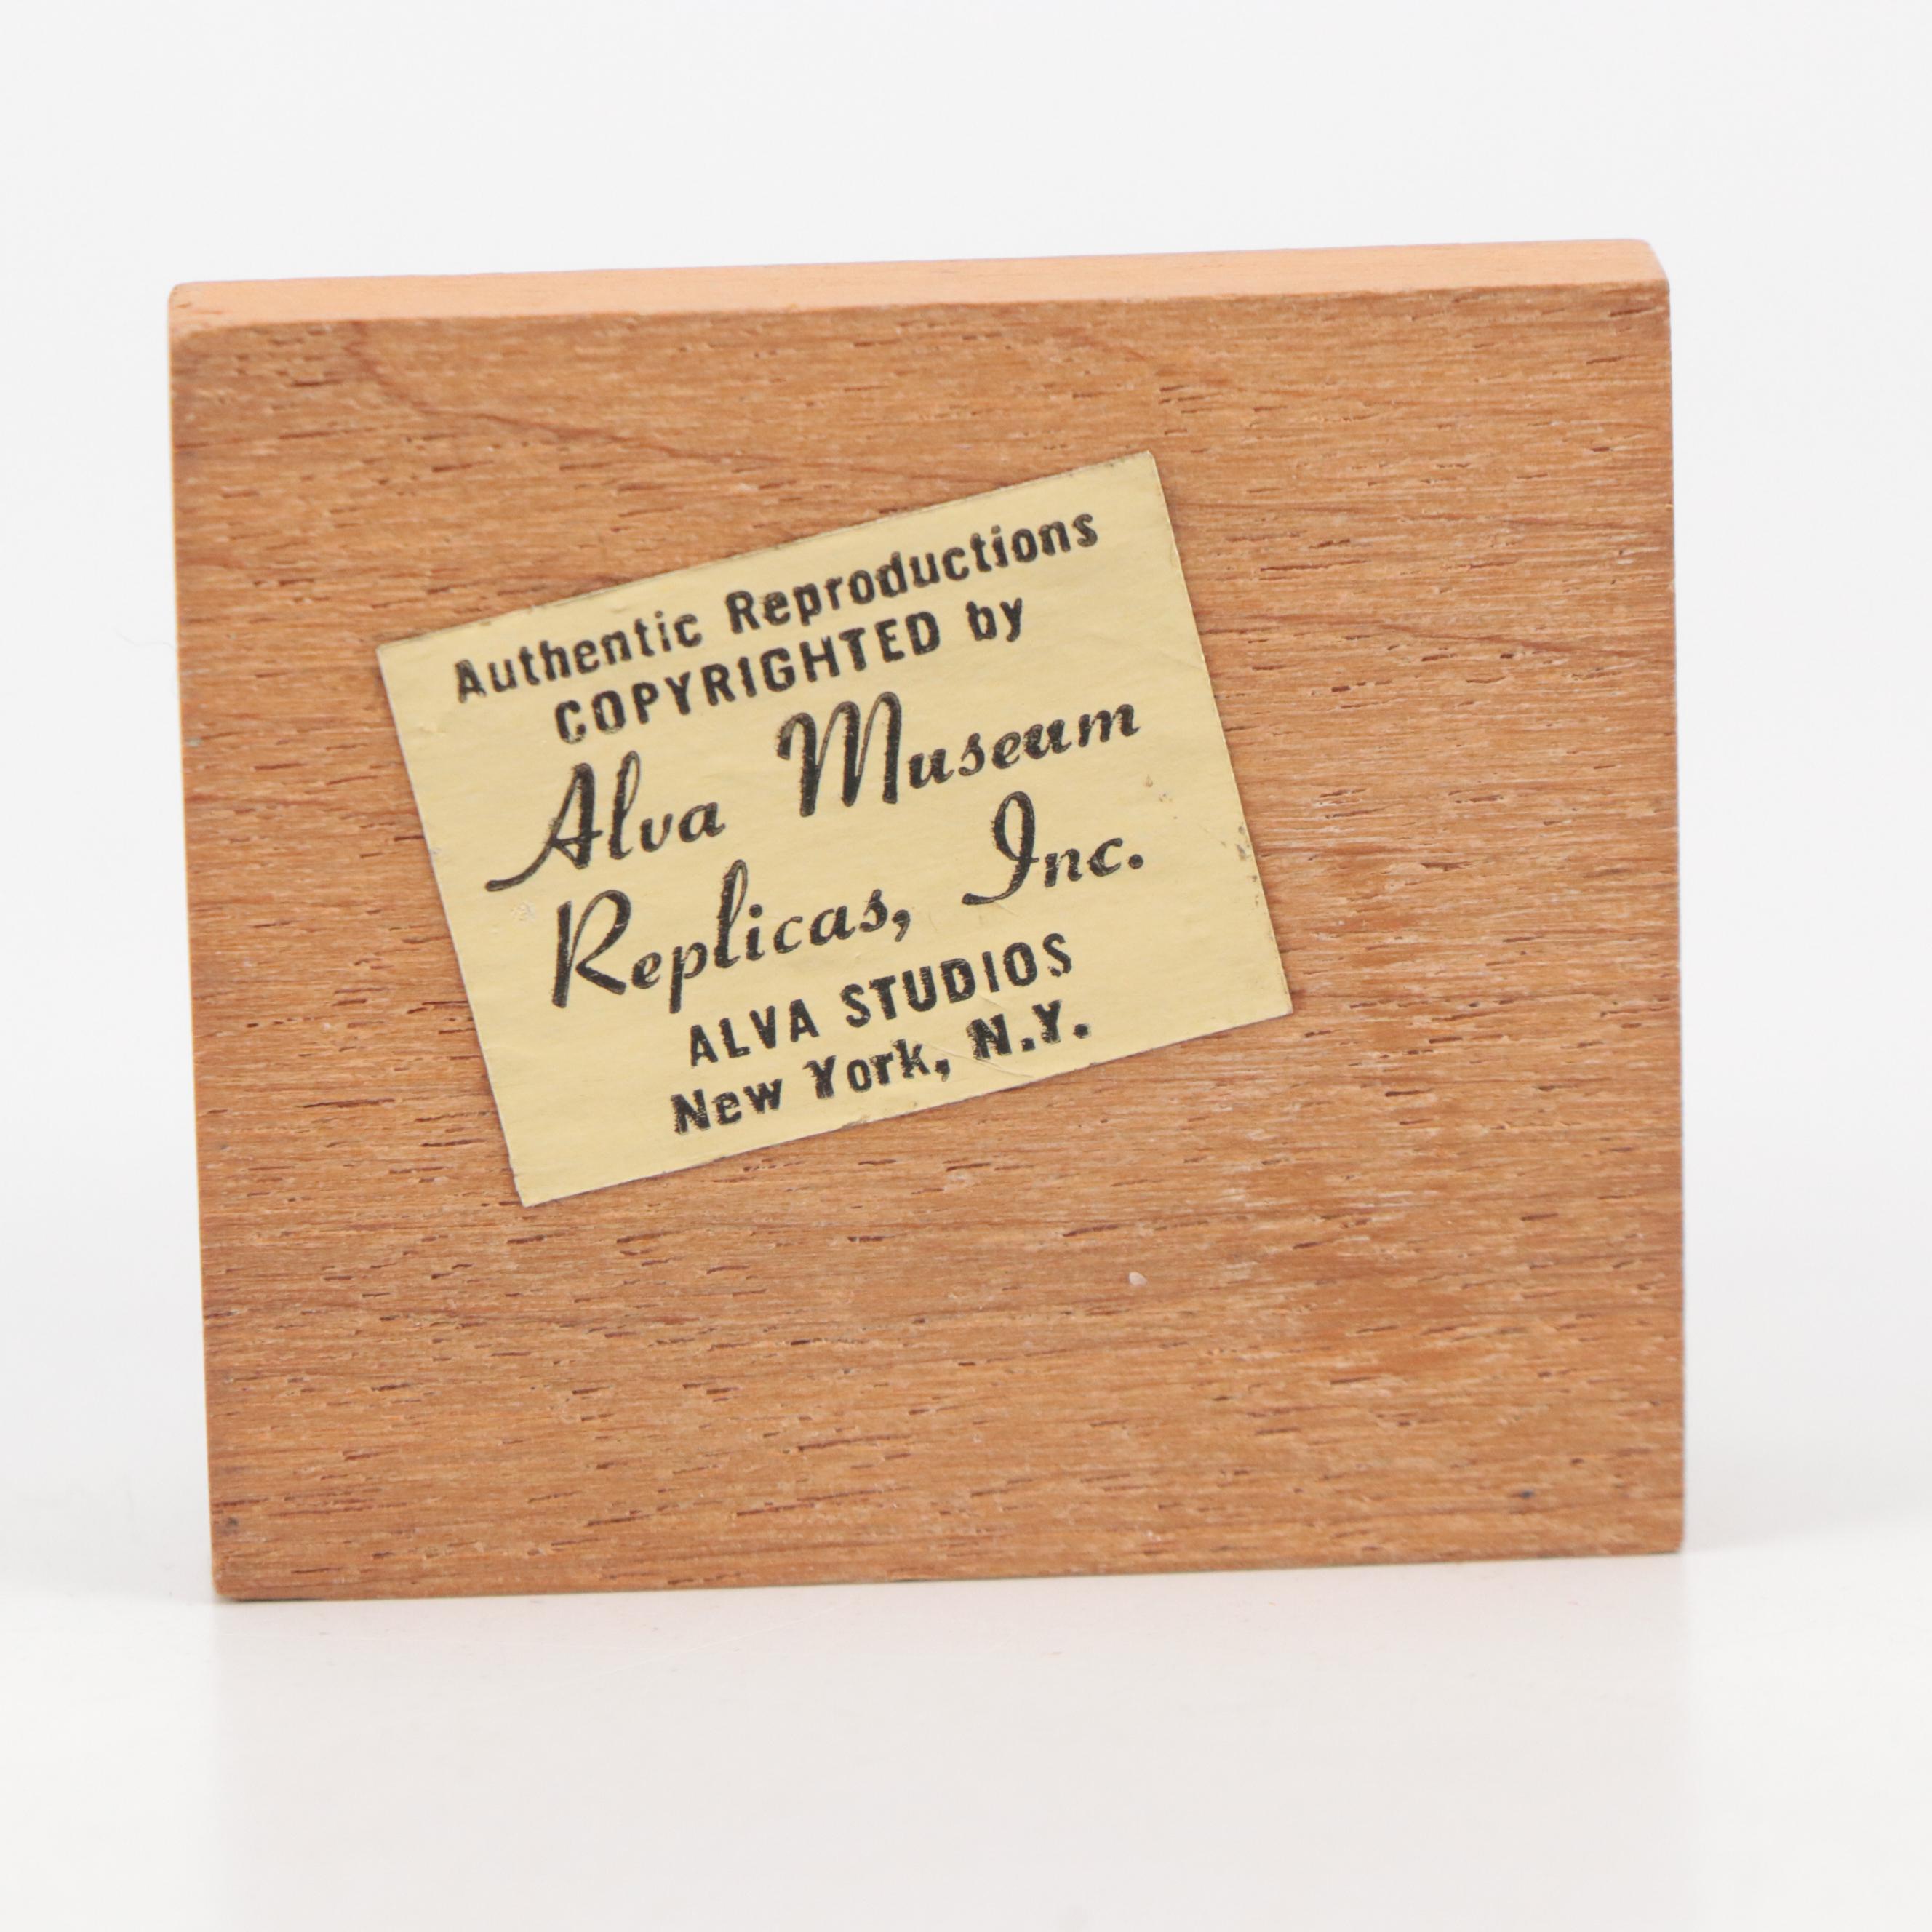 Authentic Reproductions
COPYRIGHTED by
Alva Museum
Replicas, Inc.
ALVA STUDIOS
New York, N.Y.